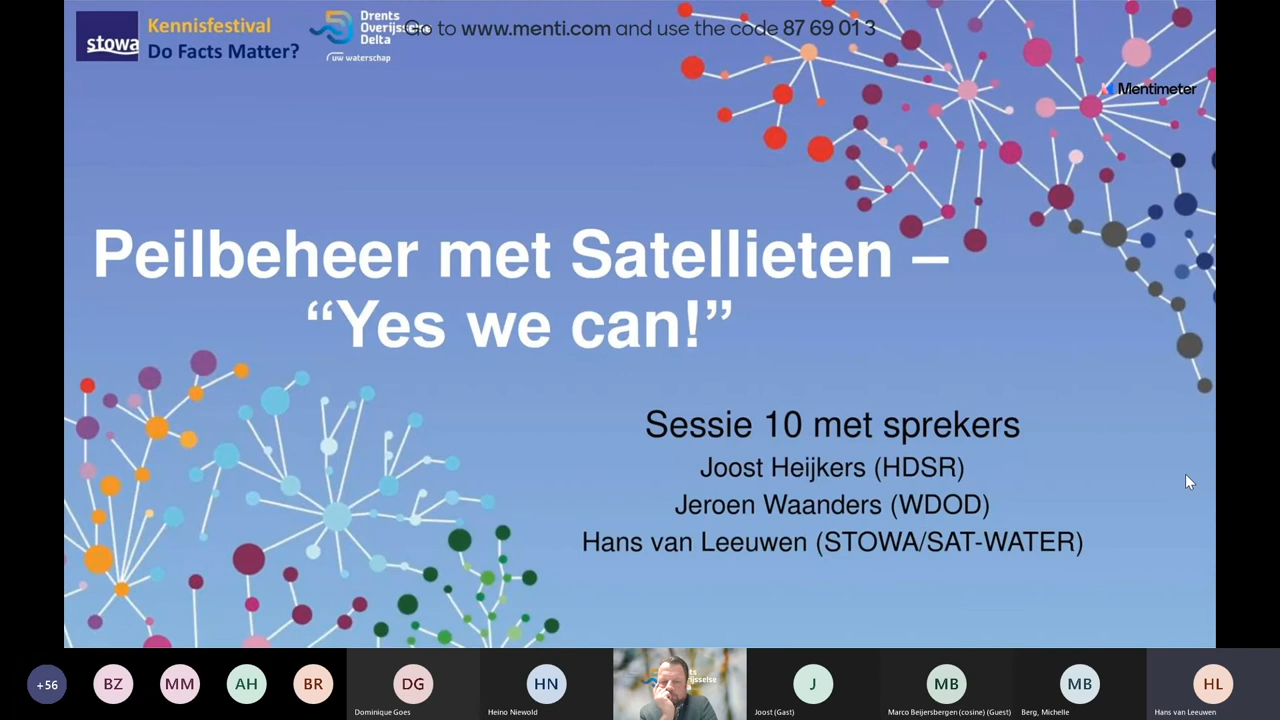 stowa
Kennisfestival
Do Facts Matter?
Drents
Overijsselse
Delta
uw waterschap
Go to www.menti.com and use the code 87 69 01 3
Mentimeter
Peilbeheer met Satellieten –
“Yes we can!”
Sessie 10 met sprekers
Joost Heijkers (HDSR)
Jeroen Waanders (WDOD)
Hans van Leeuwen (STOWA/SAT-WATER)
+56
BZ
MM
AH
BR
DG
Dominique Goes
HN
Heino Niewold
J
Joost (Gast)
MB
Marco Beijersbergen (cosine) (Guest)
MB
Berg, Michelle
HL
Hans van Leeuwen